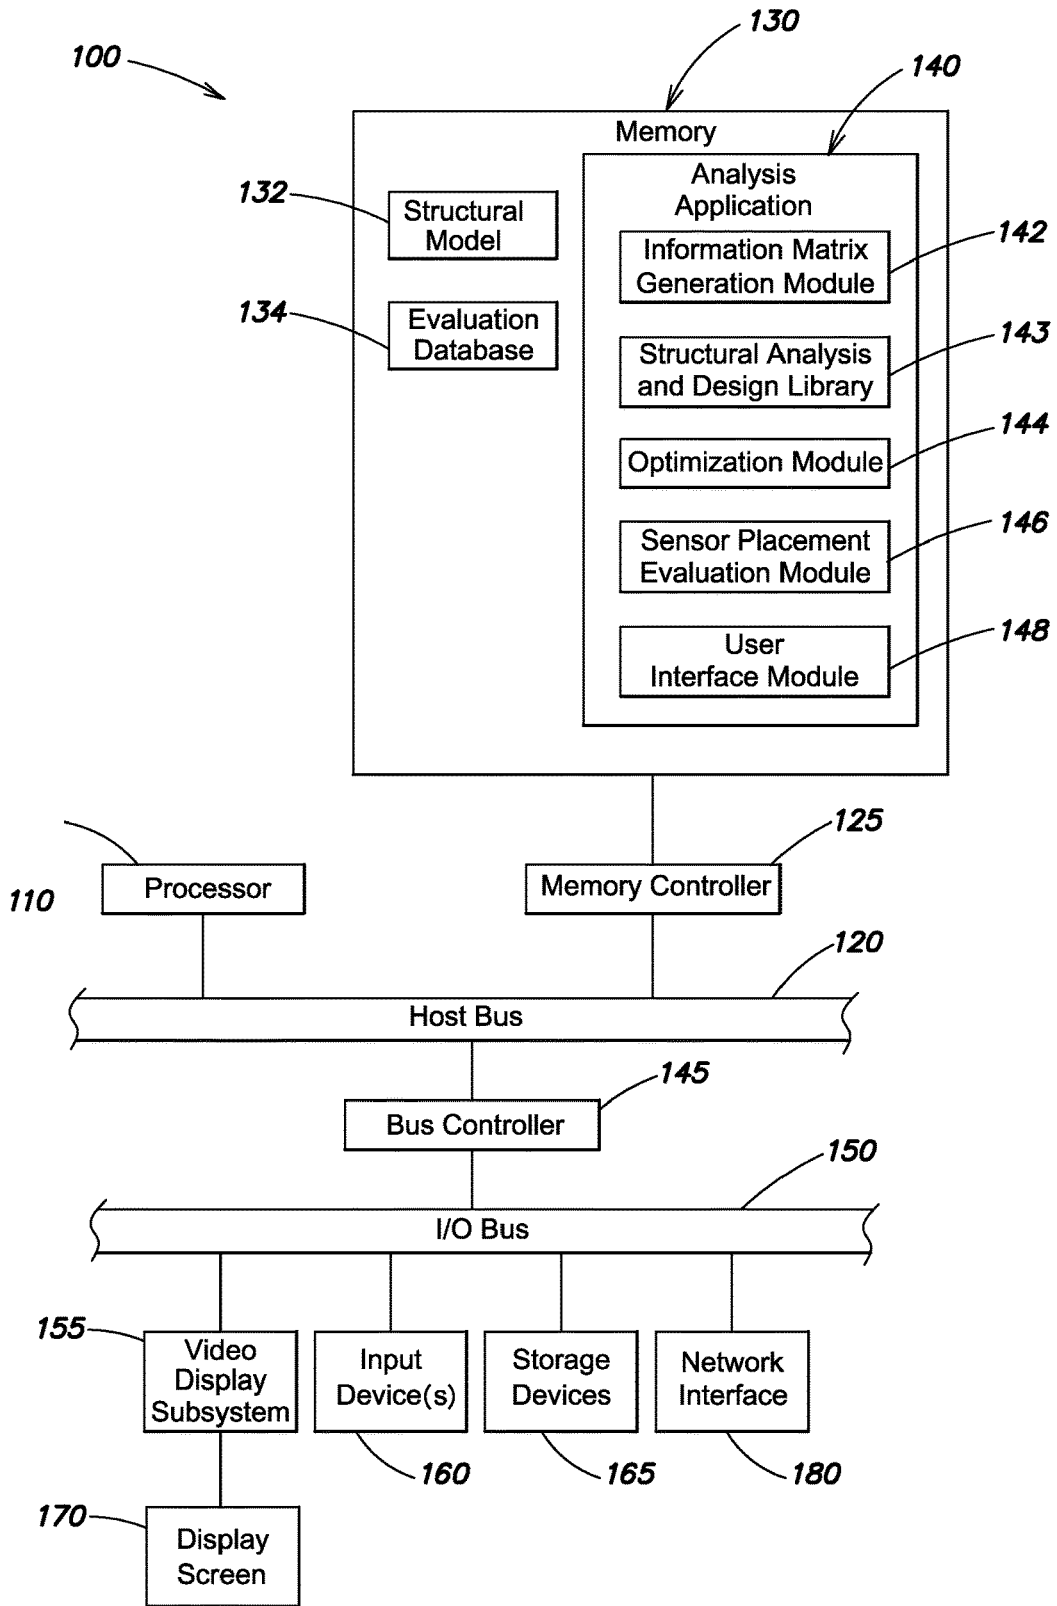 130
100
140
Memory
Analysis
Application
132
Structural
Model
142
Information Matrix
Generation Module
134
Evaluation
Database
143
Structural Analysis
and Design Library
144
Optimization Module
146
Sensor Placement
Evaluation Module
148
User
Interface Module
125
110
Processor
Memory Controller
120
Host Bus
145
Bus Controller
150
I/O Bus
155
Video
Display
Subsystem
Input
Device(s)
Storage
Devices
Network
Interface
160
165
180
170
Display
Screen